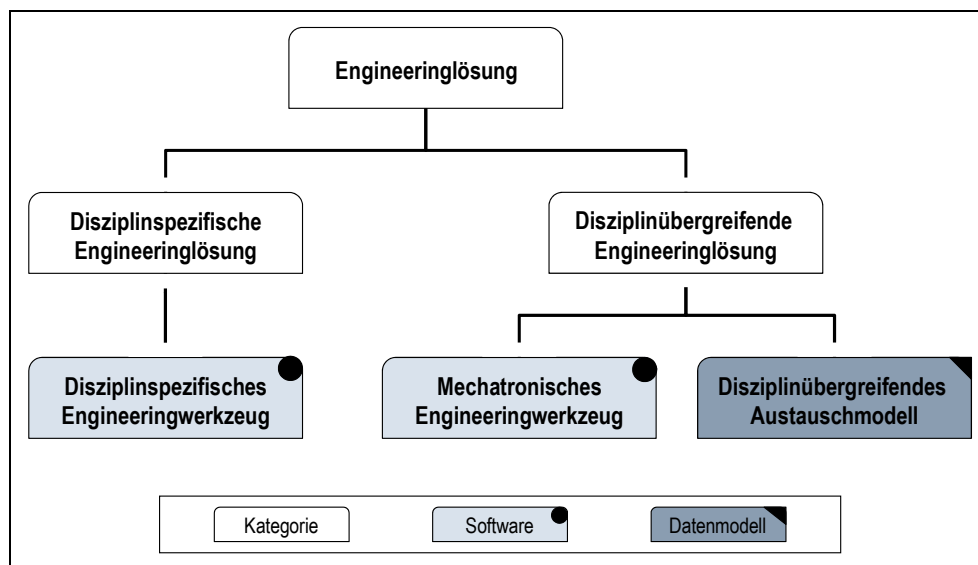 Engineeringlösung
Disziplinspezifische
Engineeringlösung
Disziplinübergreifende
Engineeringlösung
Disziplinspezifisches
Engineeringwerkzeug
Mechatronisches
Engineeringwerkzeug
Disziplinübergreifendes
Austauschmodell
Kategorie
Software
Datenmodell